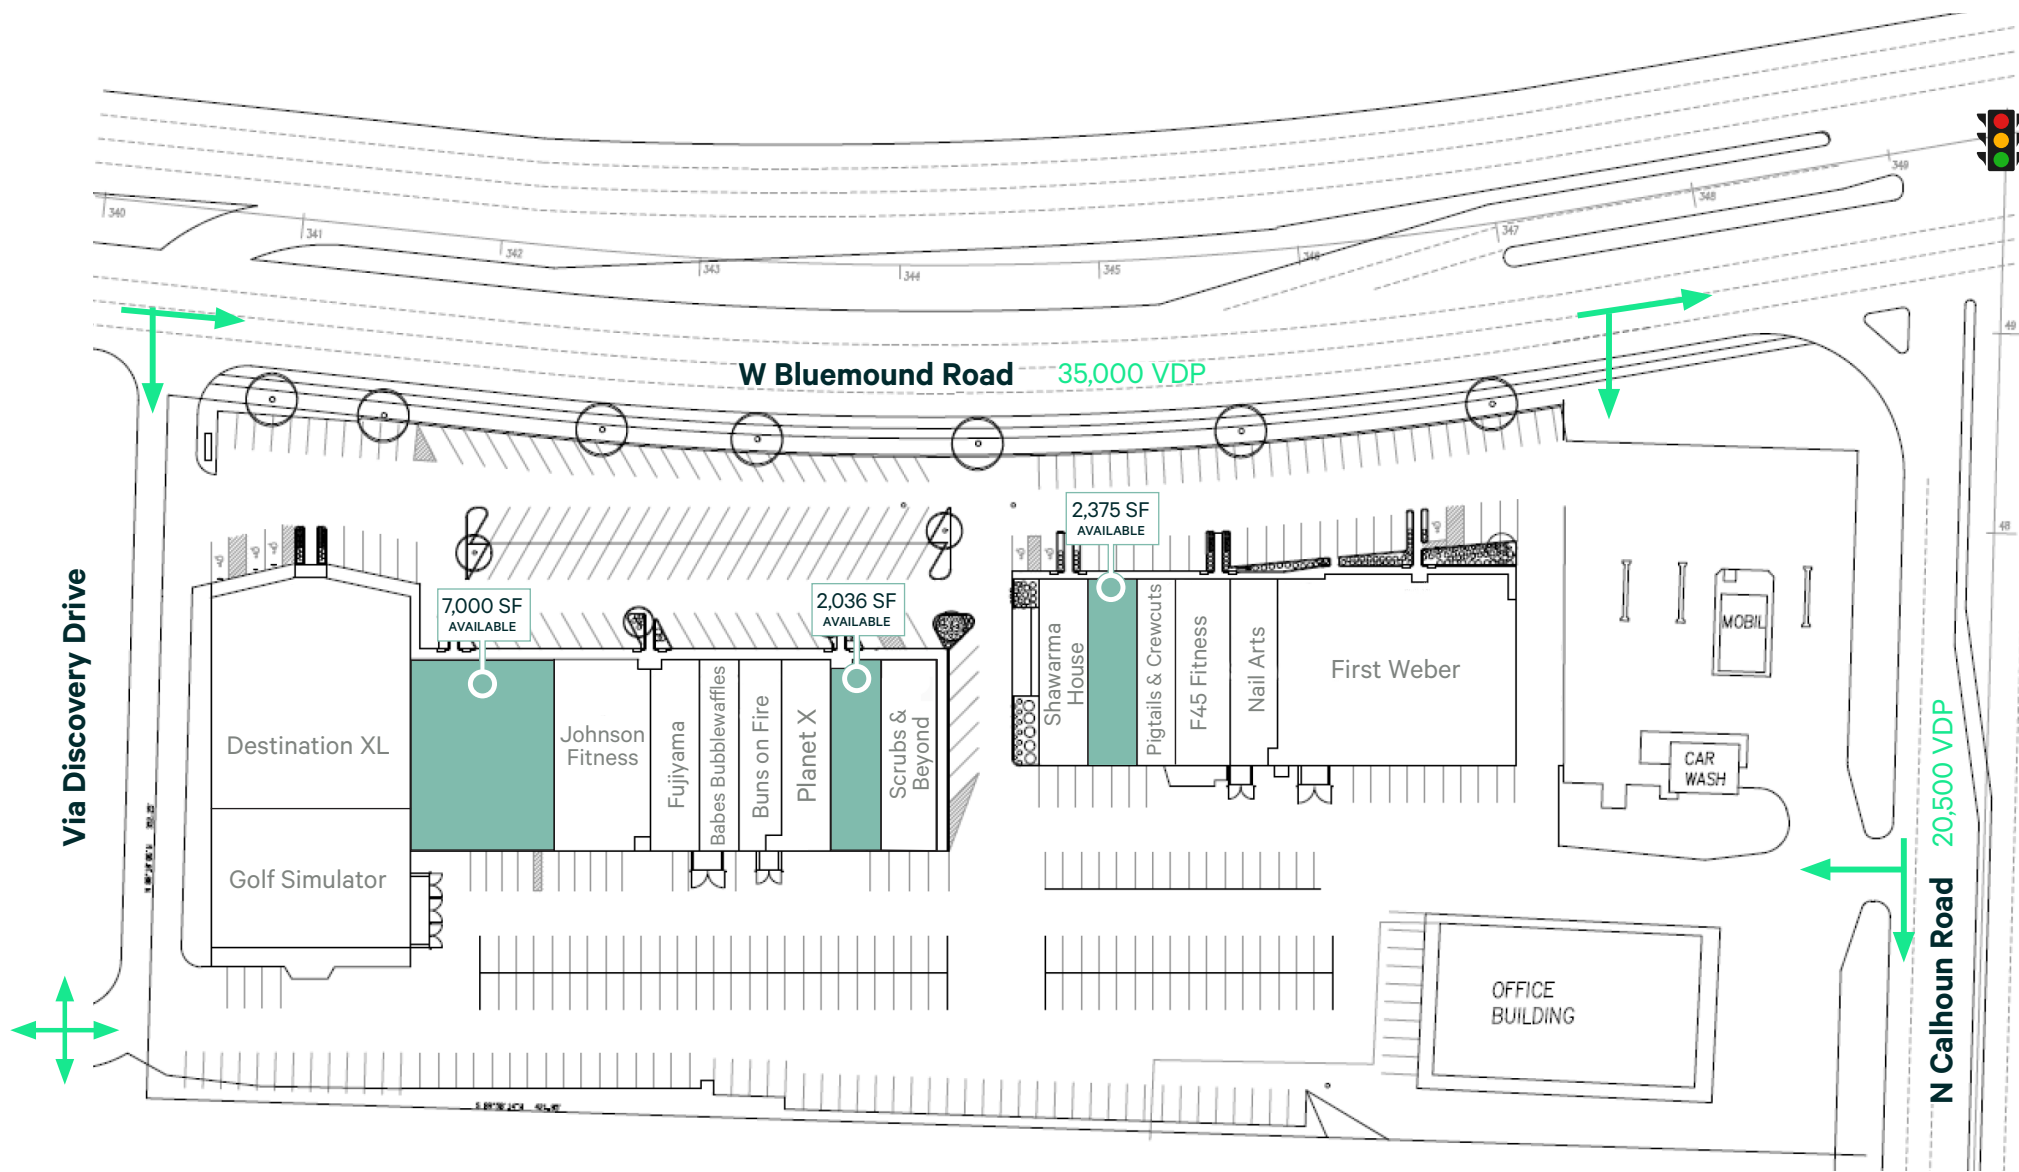 340
341
342
343
344
345
346
347
348
349
49
48
W Bluemound Road 35,000 VDP
2,375 SF
AVAILABLE
7,000 SF
AVAILABLE
2,036 SF
AVAILABLE
Via Discovery Drive
Destination XL
Golf Simulator
Johnson
Fitness
Fujiyama
Babes Bubblewaffles
Buns on Fire
Planet X
Scrubs &
Beyond
Shawarma
House
Pigtails & Crewcuts
F45 Fitness
Nail Arts
First Weber
MOBIL
CAR
WASH
OFFICE
BUILDING
N Calhoun Road 20,500 VDP